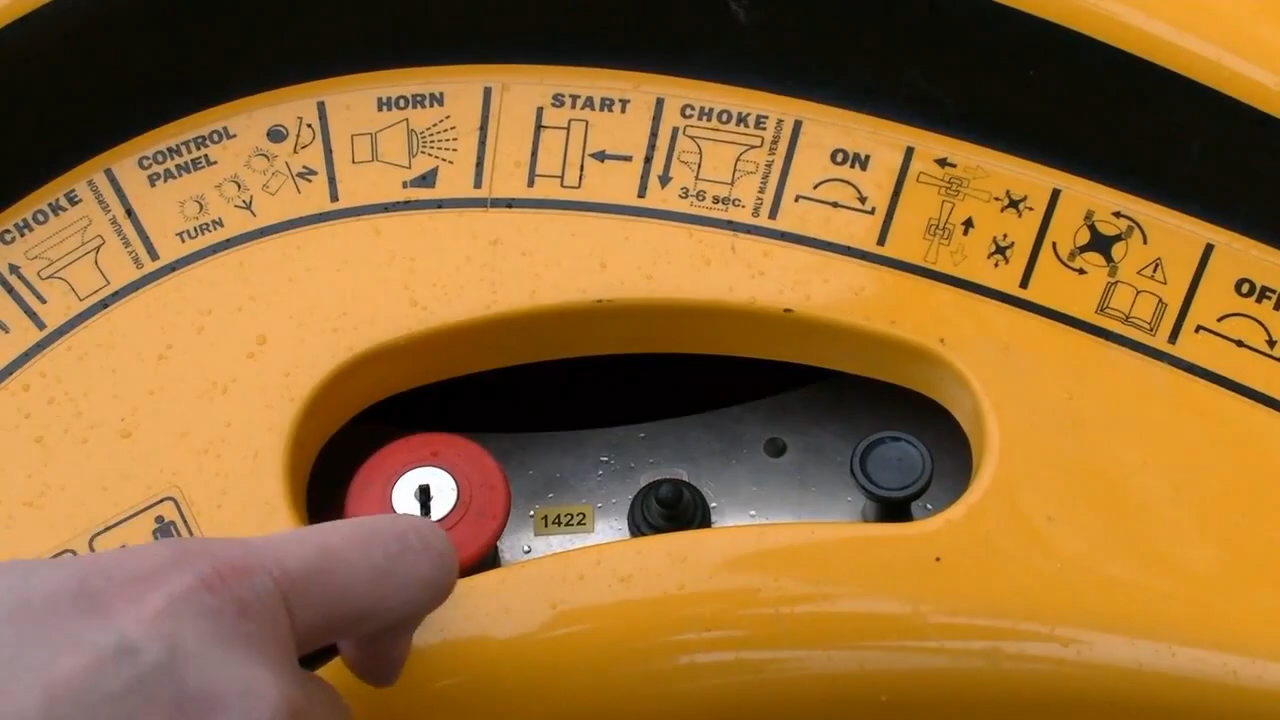 CHOKE
ONLY MANUAL VERSION
CONTROL
PANEL
TURN
HORN
START
CHOKE
3-6 sec.
ONLY MANUAL VERSION
ON
OFF
1422